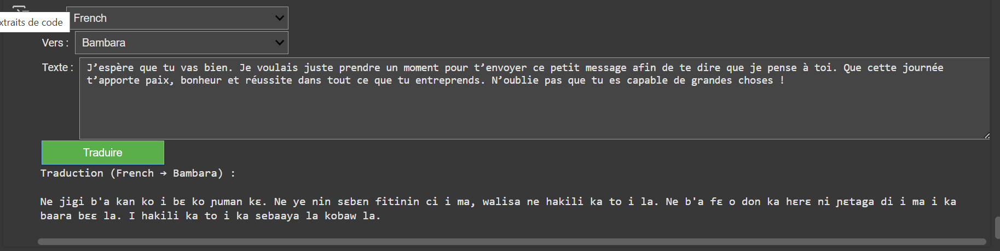 French
xtraits de code
Vers :
Bambara
Texte :
J’espère que tu vas bien. Je voulais juste prendre un moment pour t’envoyer ce petit message afin de te dire que je pense à toi. Que cette journée
t’apporte paix, bonheur et réussite dans tout ce que tu entreprends. N’oublie pas que tu es capable de grandes choses !
Traduire
Traduction (French → Bambara) :
Ne jigi b'a kan ko i bɛ ko ɲuman kɛ. Ne ye nin sɛbɛn fitinin ci i ma, walisa ne hakili ka to i la. Ne b'a fɛ o don ka hɛrɛ ni ɲɛtaga di i ma i ka
baara bɛɛ la. I hakili ka to i ka sebaaya la kobaw la.